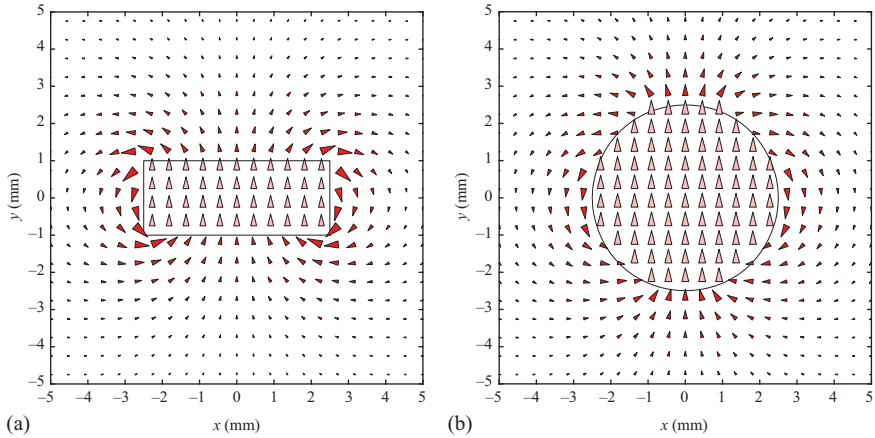 5
4
3
2
1
0
–1
–2
–3
–4
–5
y (mm)
–5 –4 –3 –2 –1 0 1 2 3 4 5
x (mm)
(a)
5
4
3
2
1
0
–1
–2
–3
–4
–5
y (mm)
–5 –4 –3 –2 –1 0 1 2 3 4 5
x (mm)
(b)